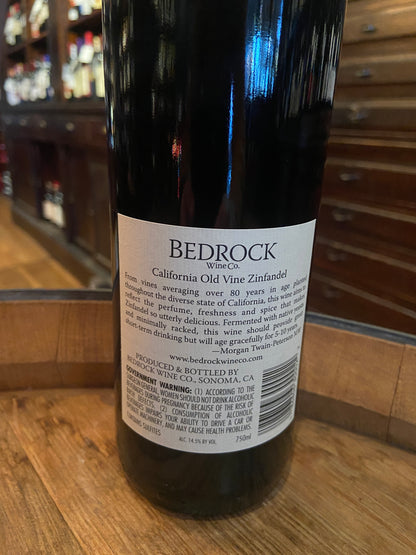 BEDROCK
Wine Co.
California Old Vine Zinfandel
From vines averaging over 80 years in age planted
throughout the diverse state of California, this wine aims to
reflect the perfume, freshness and spice that makes
Zinfandel so utterly delicious. Fermented with native yeasts
and minimally racked, this wine should provide great
short-term drinking but will age gracefully for 5-10 years.
—Morgan Twain-Peterson
www.bedrockwineco.com
PRODUCED & BOTTLED BY
BEDROCK WINE CO., SONOMA, CA
GOVERNMENT WARNING: (1) ACCORDING TO THE
SURGEON GENERAL, WOMEN SHOULD NOT DRINK ALCOHOLIC
BEVERAGES DURING PREGNANCY BECAUSE OF THE RISK OF
BIRTH DEFECTS. (2) CONSUMPTION OF ALCOHOLIC
BEVERAGES IMPAIRS YOUR ABILITY TO DRIVE A CAR OR
OPERATE MACHINERY, AND MAY CAUSE HEALTH PROBLEMS.
CONTAINS SULFITES
ALC. 14.5% BY VOL.
750ml